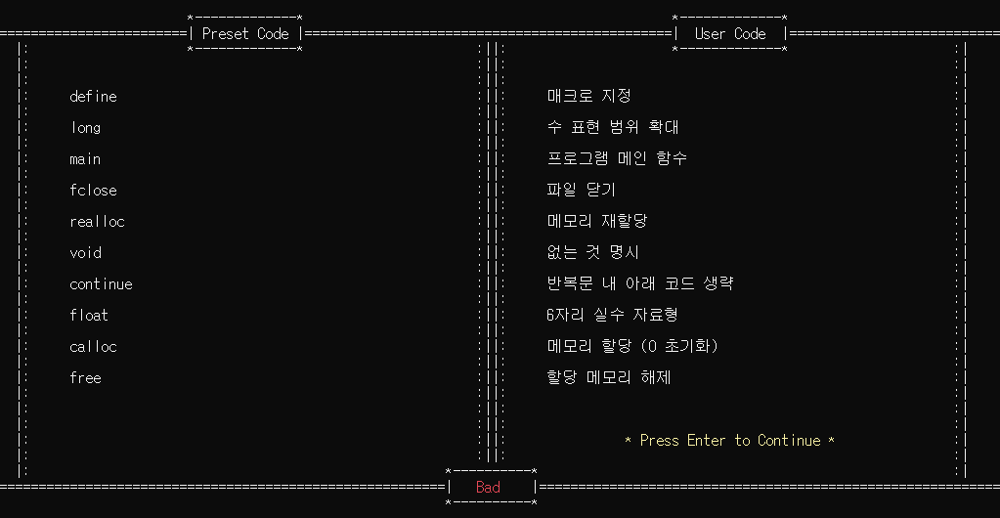 Preset Code
User Code
define 매크로 지정
long 수 표현 범위 확대
main 프로그램 메인 함수
fclose 파일 닫기
realloc 메모리 재할당
void 없는 것 명시
continue 반복문 내 아래 코드 생략
float 6자리 실수 자료형
calloc 메모리 할당 (0 초기화)
free 할당 메모리 해제
* Press Enter to Continue *
Bad